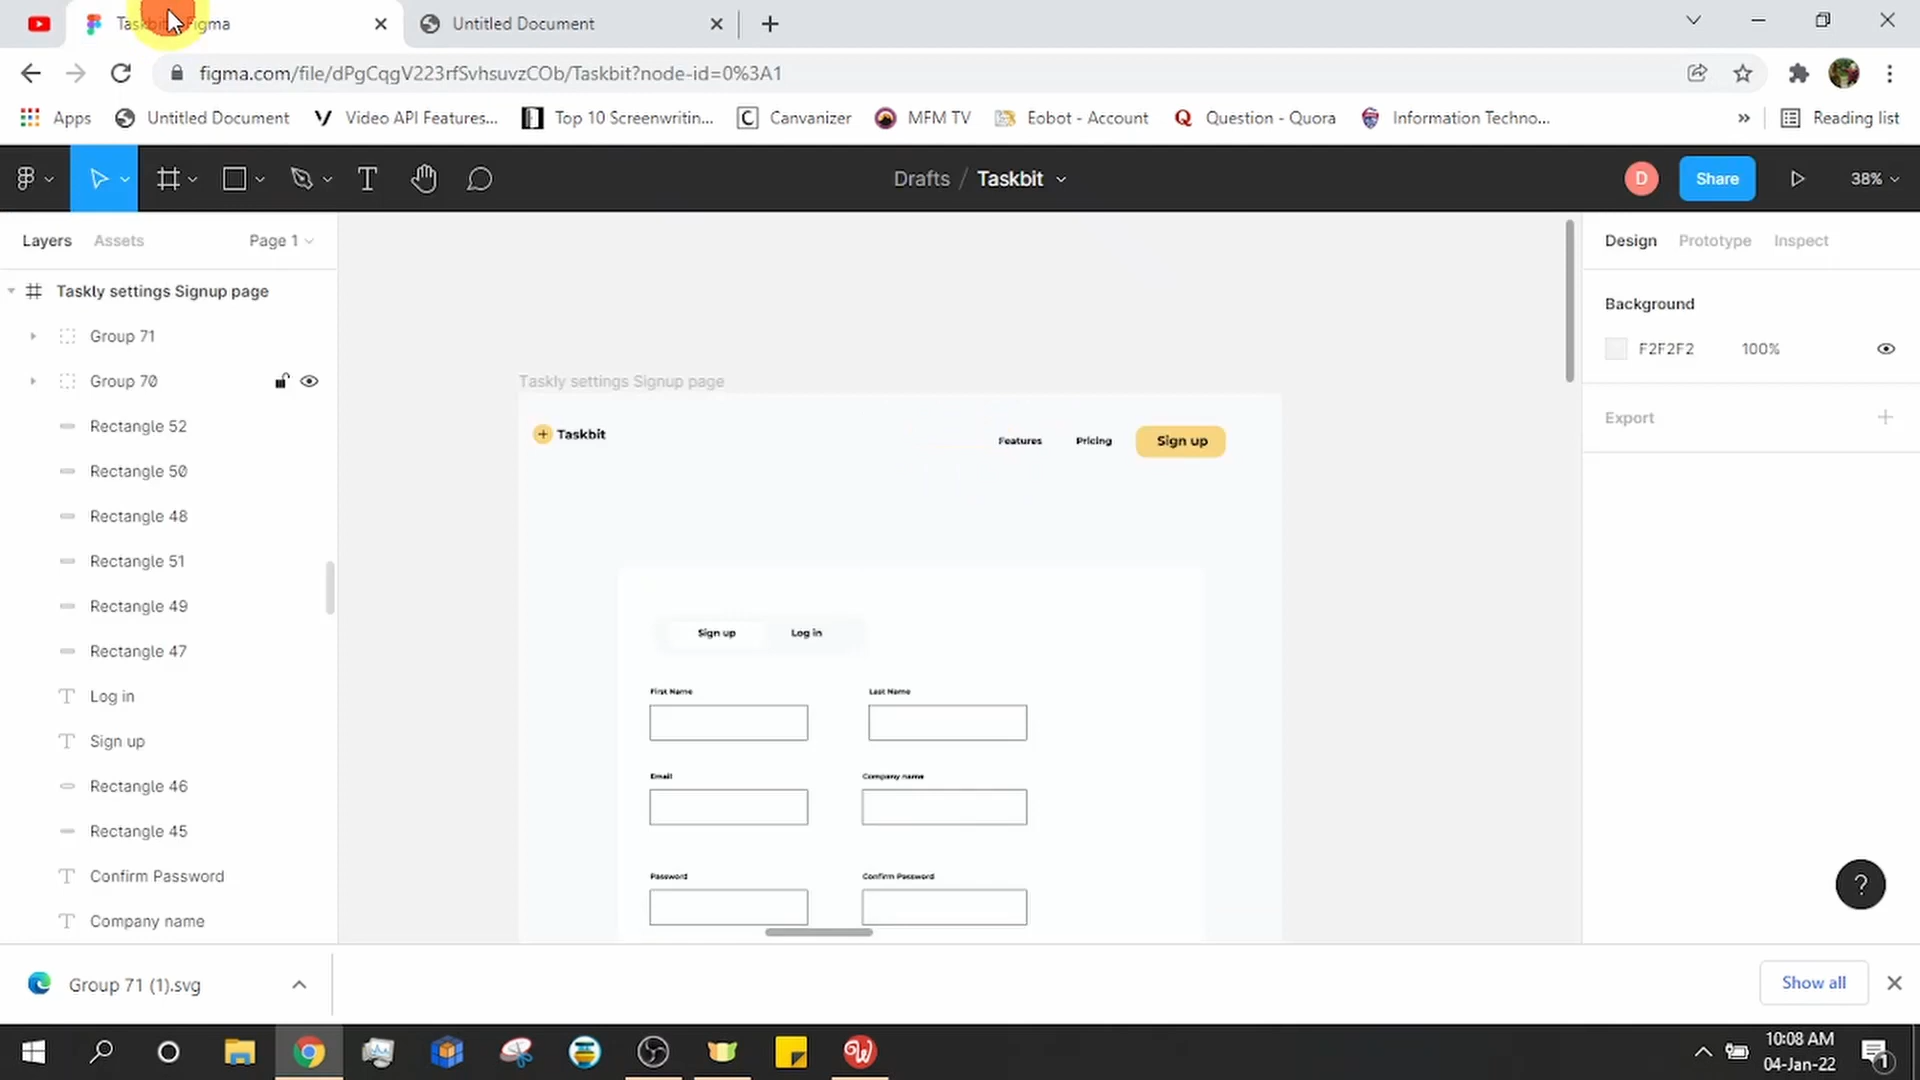 Untitled Document
figma.com/file/dPgCqgV223rfSvhsuvzCOb/Taskbit?node-id=0%3A1
Apps
Untitled Document
Video API Features...
Top 10 Screenwritin...
Canvanizer
MFM TV
Eobot - Account
Question - Quora
Information Techno...
»
Reading list
Drafts / Taskbit
D
Share
38%
Layers
Assets
Page 1
Design
Prototype
Inspect
Taskly settings Signup page
Group 71
Group 70
Rectangle 52
Rectangle 50
Rectangle 48
Rectangle 51
Rectangle 49
Rectangle 47
Log in
Sign up
Rectangle 46
Rectangle 45
Confirm Password
Company name
Taskly settings Signup page
Taskbit
Features
Pricing
Sign up
Sign up
Log in
First Name
Last Name
Email
Company name
Password
Confirm Password
Background
F2F2F2
100%
Export
?
Group 71 (1).svg
Show all
10:08 AM
04-Jan-22
1